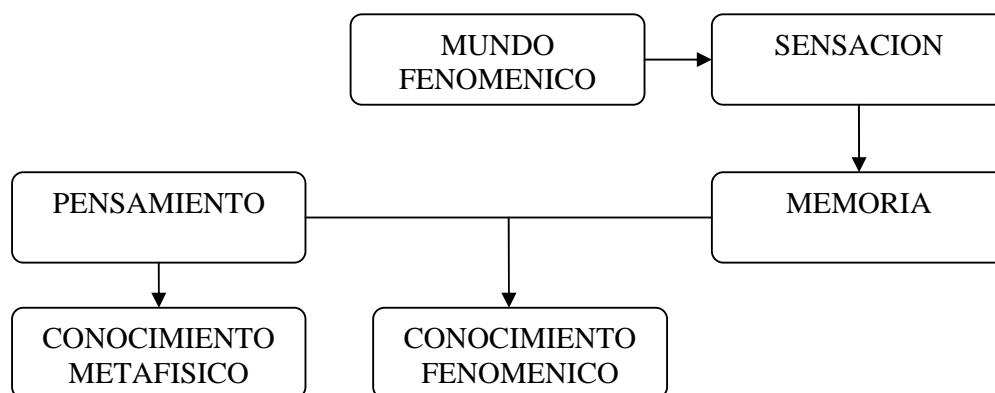 MUNDO
FENOMENICO
SENSACION
PENSAMIENTO
MEMORIA
CONOCIMIENTO
METAFISICO
CONOCIMIENTO
FENOMENICO